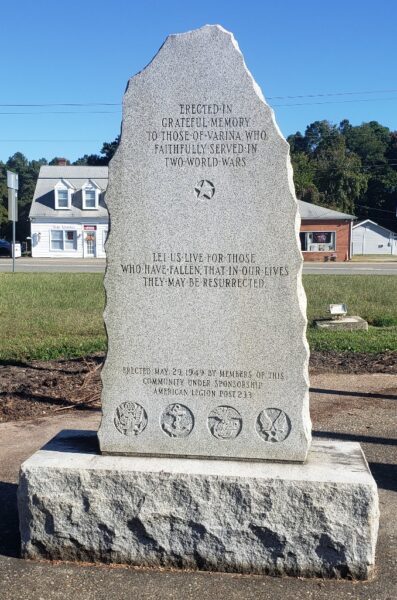 ERECTED·IN
GRATEFUL·MEMORY
TO·THOSE·OF·VARINA·WHO
FAITHFULLY·SERVED·IN
TWO·WORLD·WARS
LET·US·LIVE·FOR·THOSE
WHO·HAVE·FALLEN, THAT·IN·OUR·LIVES
THEY·MAY·BE·RESURRECTED.
ERECTED MAY, 29, 1949 BY MEMBERS OF THIS
COMMUNITY UNDER SPONSORSHIP
AMERICAN LEGION POST 233